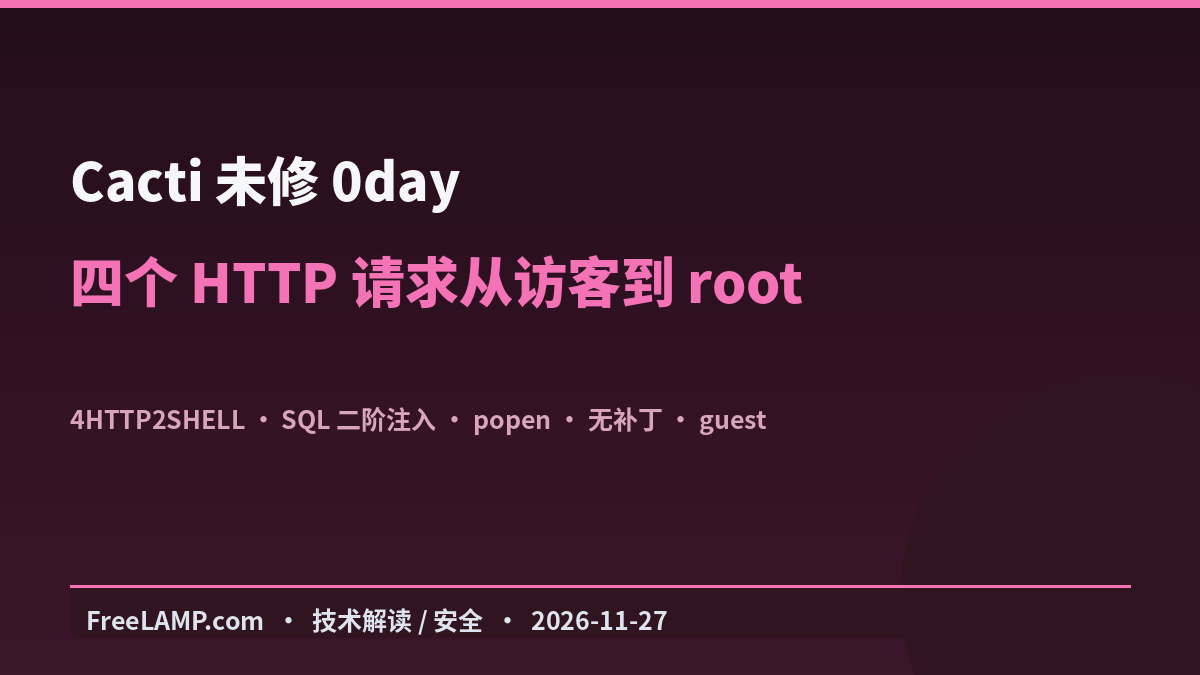 Cacti 未修 0day
四个 HTTP 请求从访客到 root
4HTTP2SHELL · SQL 二阶注入 · popen · 无补丁 · guest
FreeLAMP.com · 技术解读 / 安全 · 2026-11-27